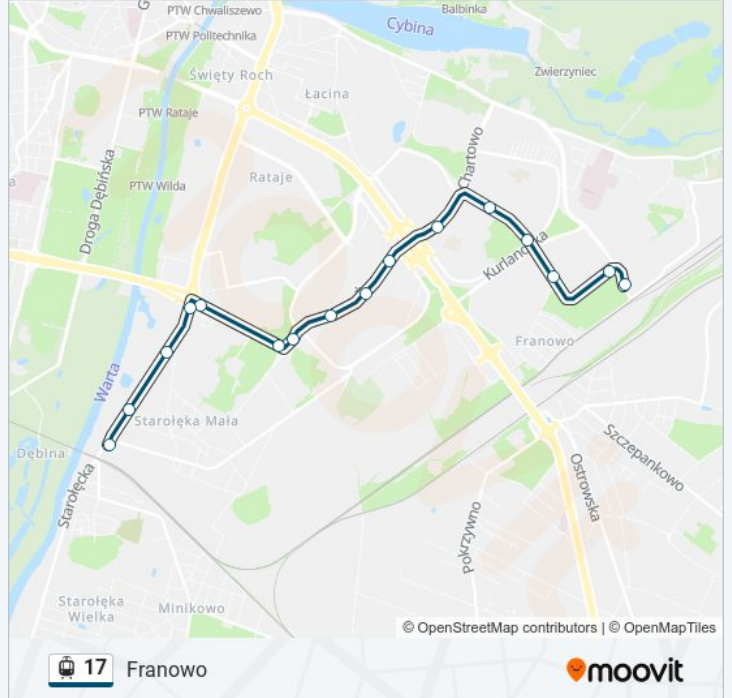 PTW Chwaliszewo
Balbinka
G
Cybina
PTW Politechnika
Święty Roch
Zwierzyniec
Łacina
PTW Rataje
Chartowo
Droga Dębińska
Rataje
PTW Wilda
a
Kurlandzka
Franowo
Warta
Starołęka Mała
Dębina
Szczepankowo
Starołęcka
Ostrowska
Pokrzywno
Starołęka
Wielka
Minikowo
© OpenStreetMap contributors | © OpenMapTiles
17 Franowo
moovit